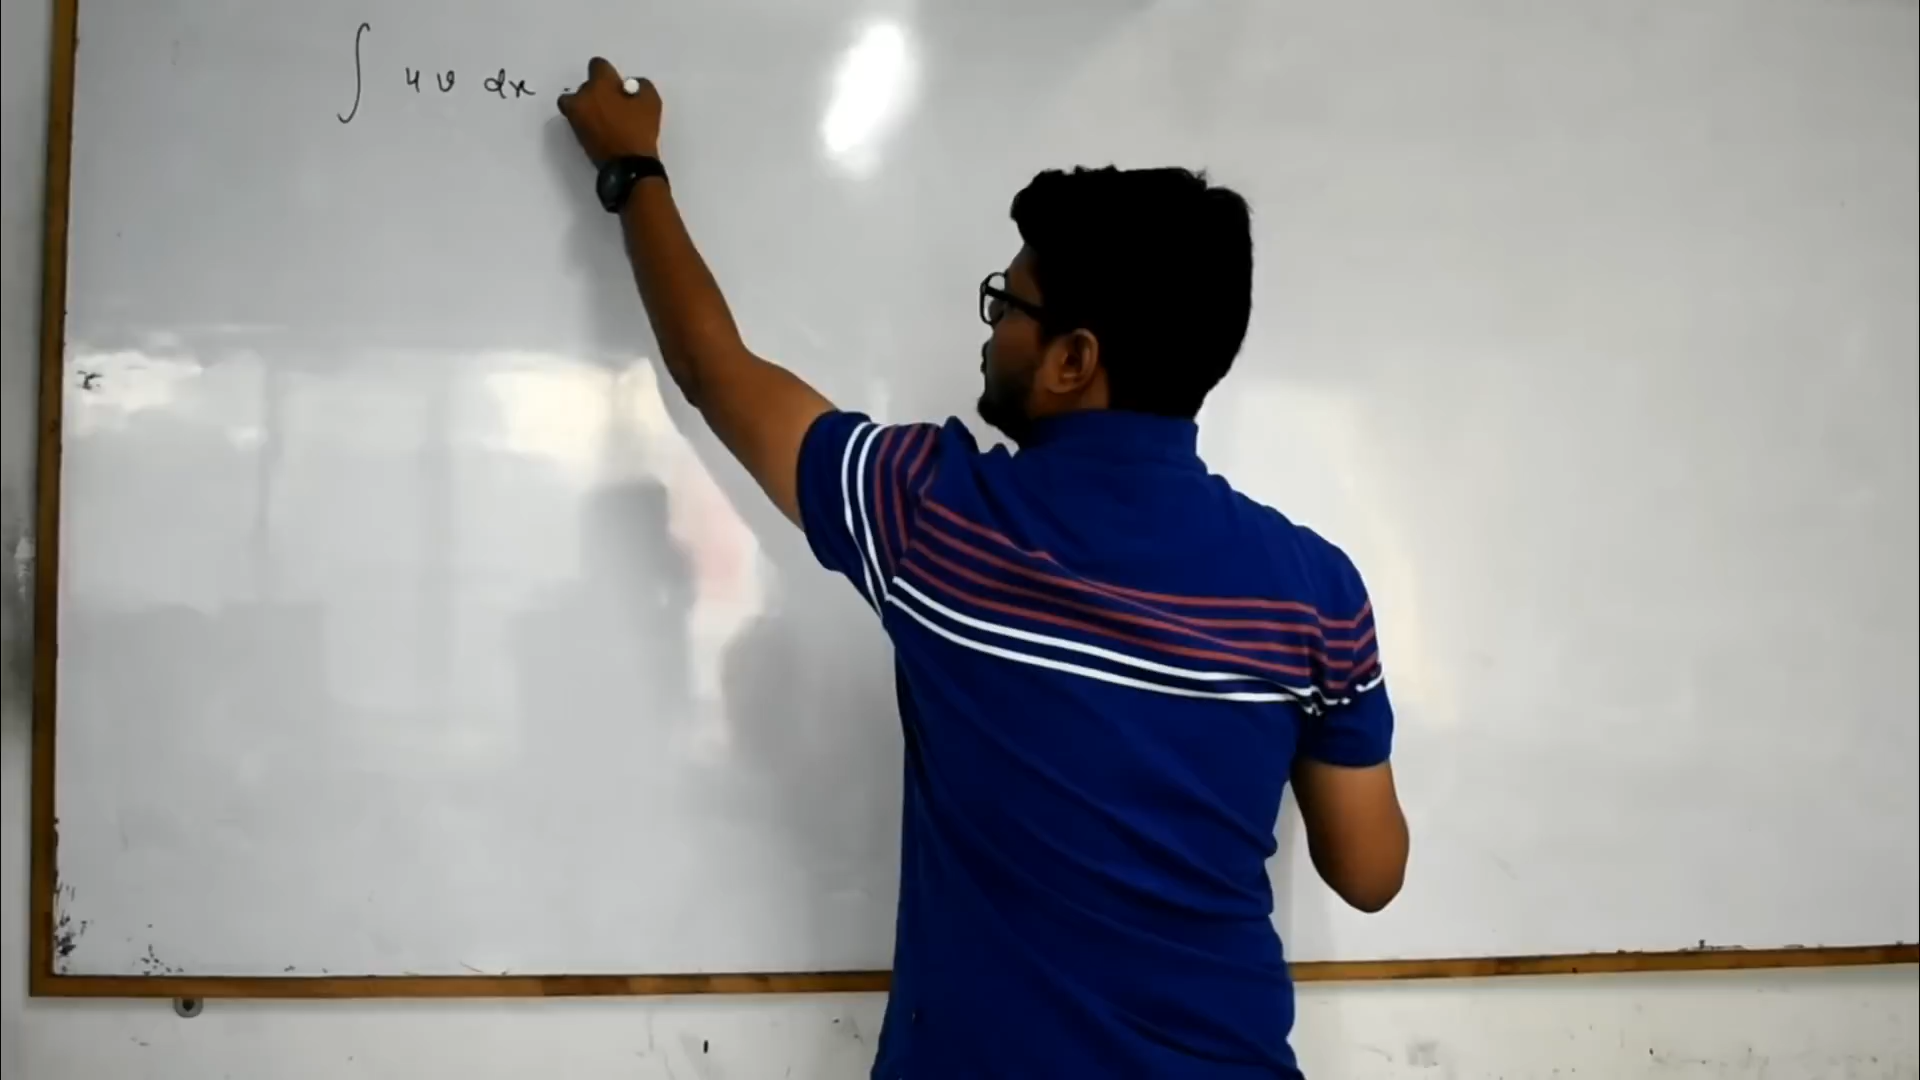 ∫ u v dx =